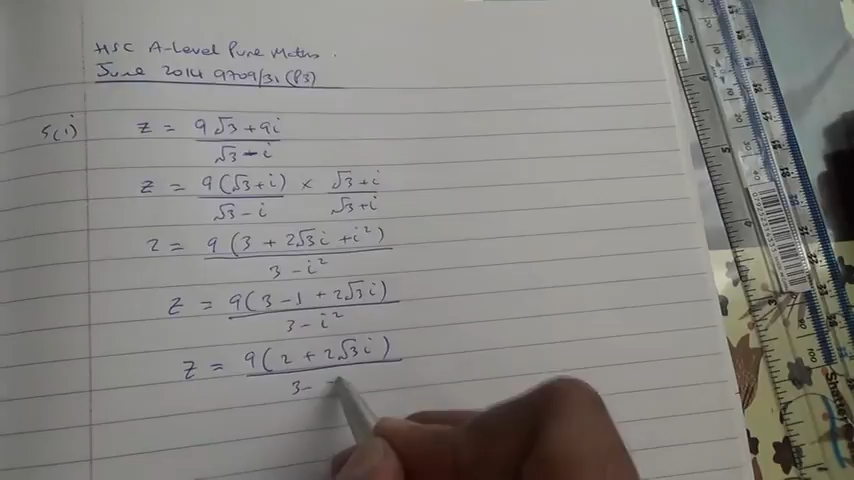 HSC A-Level Pure Maths.
June 2014 9709/31 (P3)
5(i) z = 9√3+9i / √3-i
z = 9(√3+i) / √3-i × √3+i / √3+i
z = 9(3+2√3i+i²) / 3-i²
z = 9(3-1+2√3i) / 3-i²
z = 9(2+2√3i) / 3-